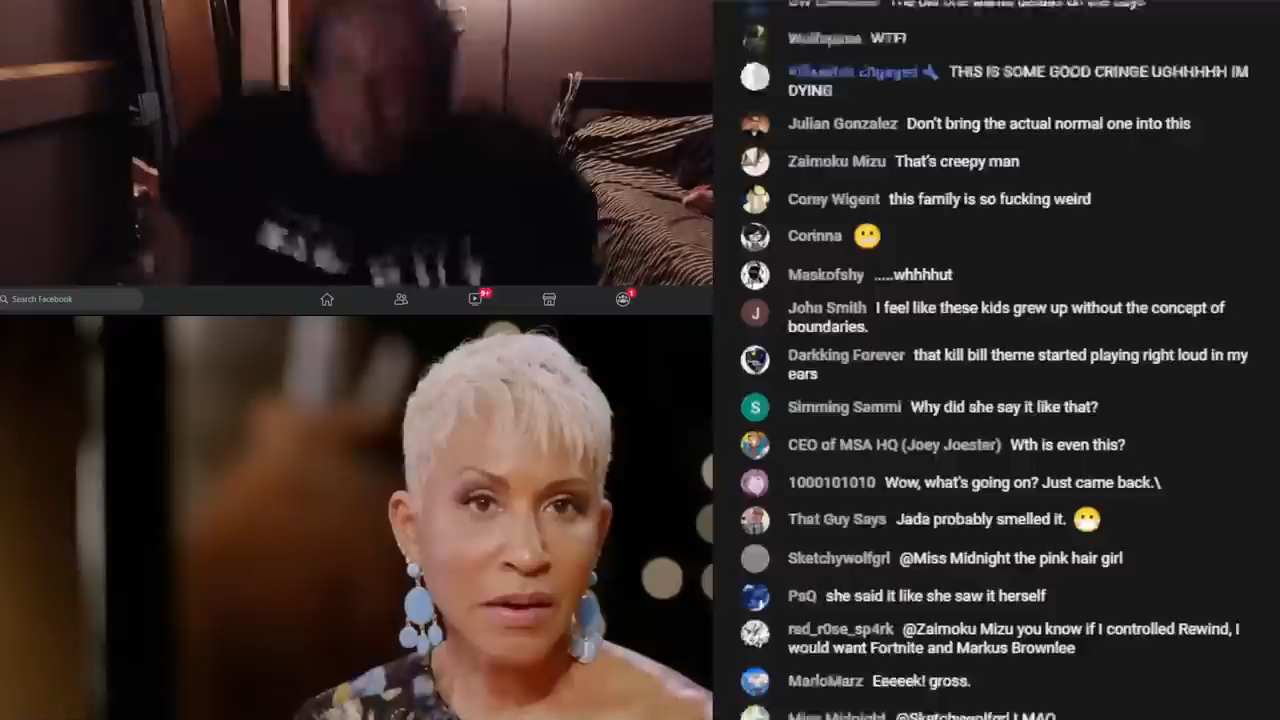 WTF?
THIS IS SOME GOOD CRINGE UGHHHHH IM
DYING
Julian Gonzalez Don't bring the actual normal one into this
Zaimoku Mizu That's creepy man
Corey Wigent this family is so fucking weird
Corinna 😬
Maskofshy .....whhhhut
J John Smith I feel like these kids grew up without the concept of
boundaries.
Darkking Forever that kill bill theme started playing right loud in my
ears
S Simming Sammi Why did she say it like that?
CEO of MSA HQ (Joey Joester) Wth is even this?
1000101010 Wow, what's going on? Just came back.\
That Guy Says Jada probably smelled it. 😷
Sketchywolfgrl @Miss Midnight the pink hair girl
PsQ she said it like she saw it herself
red_r0se_sp4rk @Zaimoku Mizu you know if I controlled Rewind, I
would want Fortnite and Markus Brownlee
MarloMarz Eeeeek! gross.
Miss Midnight @Sketchywolfgrl LMAO
Search Facebook
9+
1